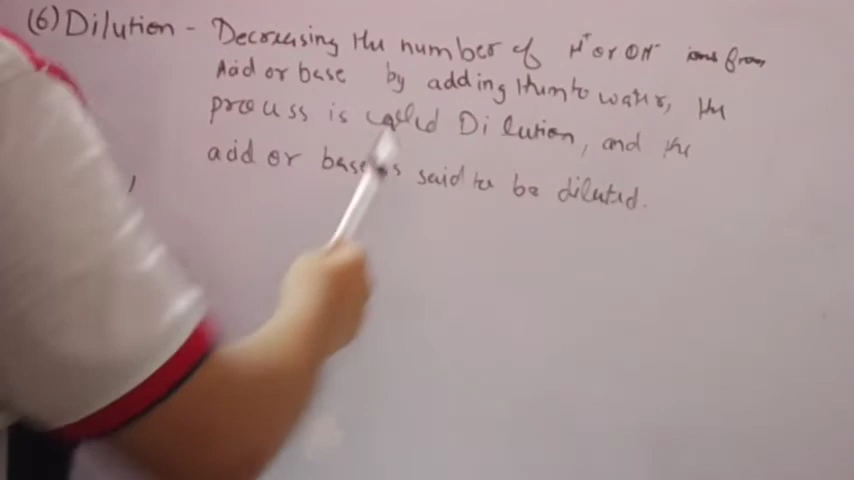 (6) Dilution - Decreasing the number of H⁺ or OH⁻ ions from
Acid or base by adding them to water, the
process is called Dilution, and the
acid or base is said to be diluted.